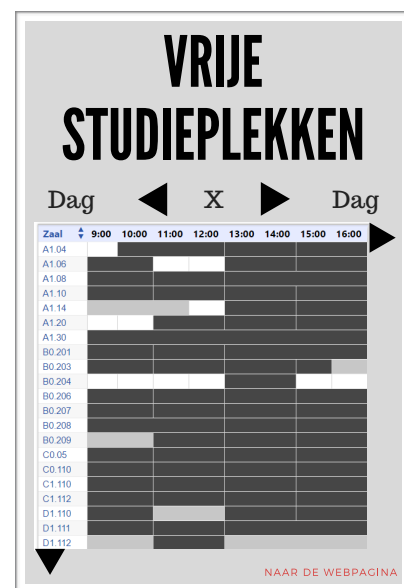 VRIJE
STUDIEPLEKKEN
Dag X Dag
Zaal 9:00 10:00 11:00 12:00 13:00 14:00 15:00 16:00
A1.04
A1.06
A1.08
A1.10
A1.14
A1.20
A1.30
B0.201
B0.203
B0.204
B0.206
B0.207
B0.208
B0.209
C0.05
C0.110
C1.110
C1.112
D1.110
D1.111
D1.112
NAAR DE WEBPAGINA